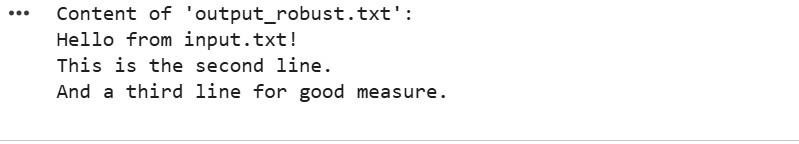 Content of 'output_robust.txt':
Hello from input.txt!
This is the second line.
And a third line for good measure.